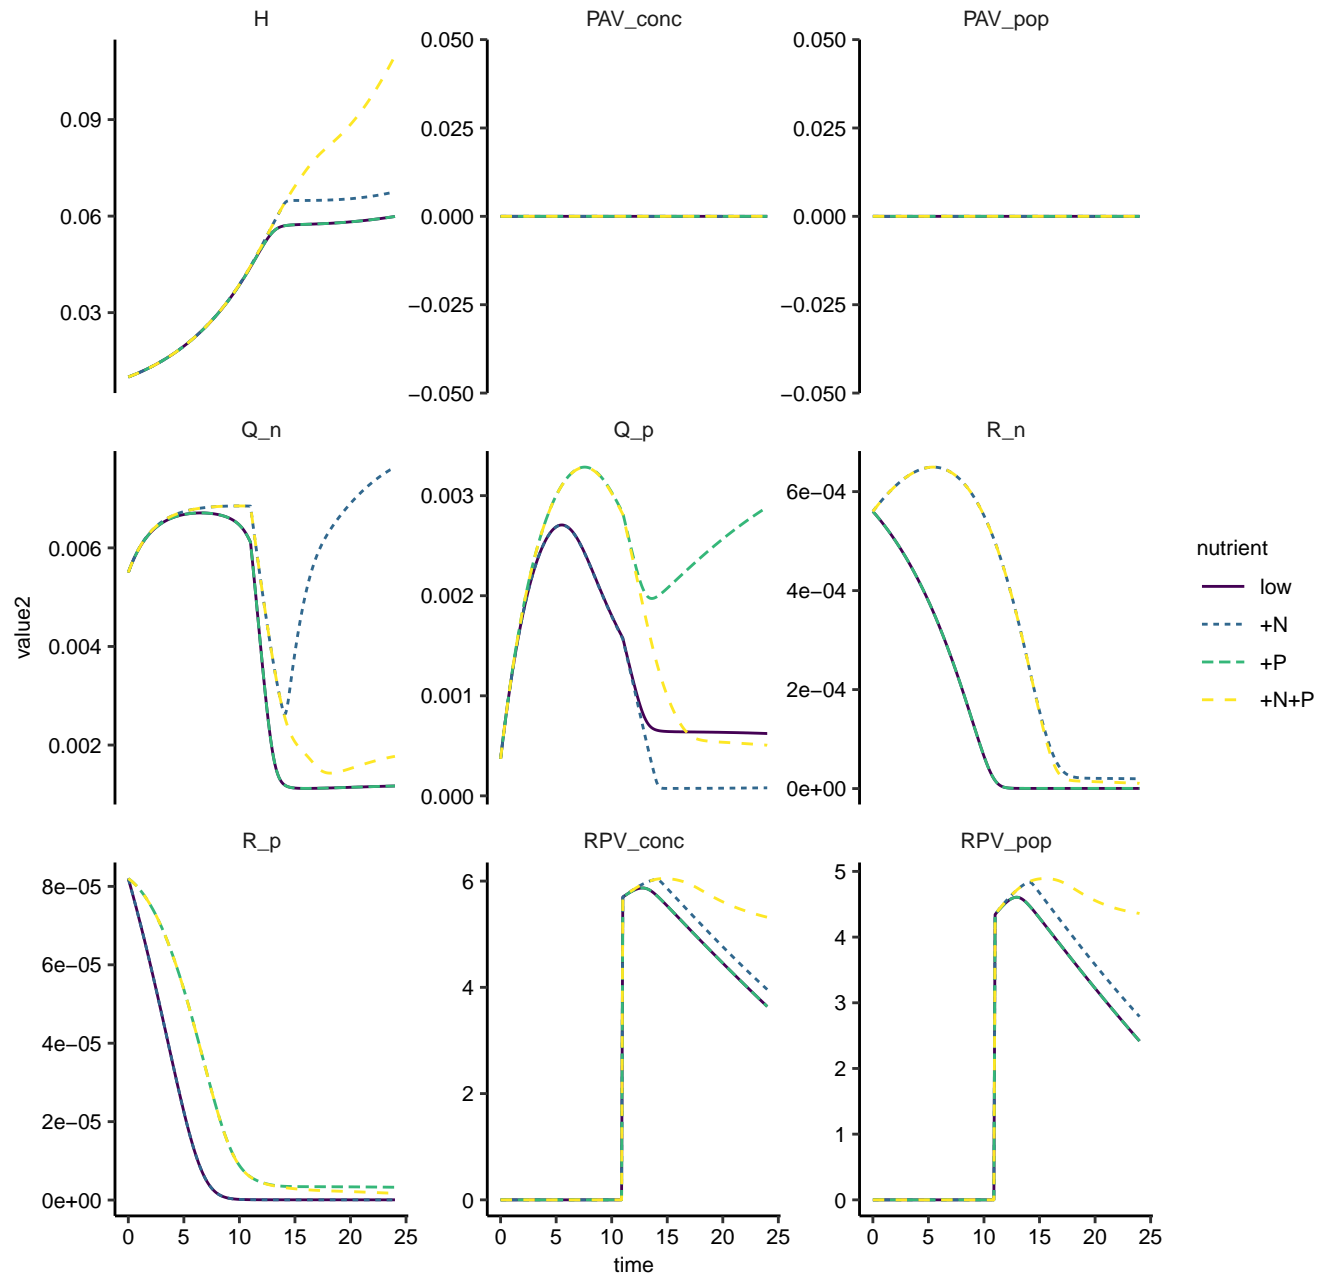 H
PAV_conc
PAV_pop
0.09
0.06
0.03
0.050
0.025
0.000
−0.025
−0.050
0.050
0.025
0.000
−0.025
−0.050
Q_n
Q_p
R_n
0.006
0.004
0.002
0.003
0.002
0.001
0.000
6e−04
4e−04
2e−04
0e+00
R_p
RPV_conc
RPV_pop
8e−05
6e−05
4e−05
2e−05
0e+00
6
4
2
0
5
4
3
2
1
0
0 5 10 15 20 25
0 5 10 15 20 25
0 5 10 15 20 25
time
value2
nutrient
low
+N
+P
+N+P